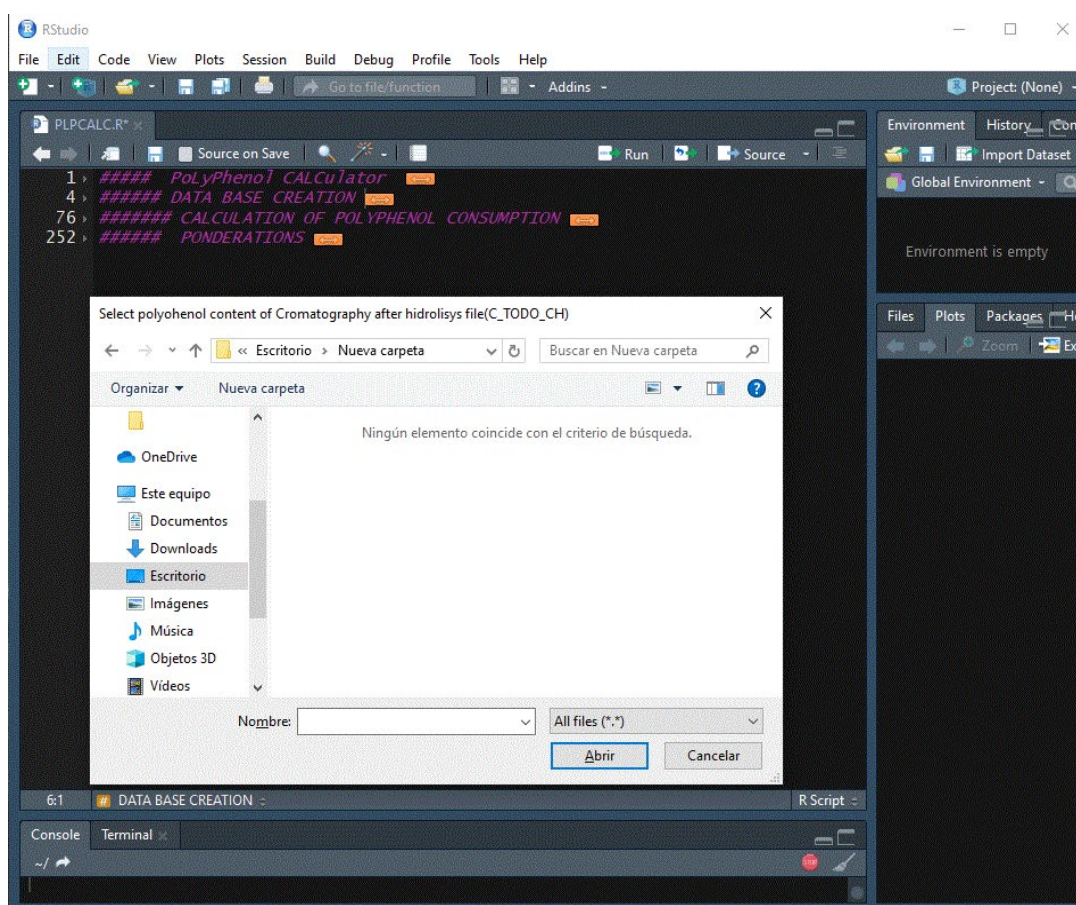 RStudio
File Edit Code View Plots Session Build Debug Profile Tools Help
Go to file/function Addins Project: (None)
PLPCALC.R*
Source on Save Run Source
1 ##### PoLyPhenol CALCulator
4 ###### DATA BASE CREATION
76 ####### CALCULATION OF POLYPHENOL CONSUMPTION
252 ###### PONDERATIONS
Environment History Con
Import Dataset
Global Environment
Environment is empty
Files Plots Packages He
Zoom Ex
Select polyohenol content of Cromatography after hidrolisys file(C_TODO_CH)
« Escritorio › Nueva carpeta Buscar en Nueva carpeta
Organizar Nueva carpeta
Ningún elemento coincide con el criterio de búsqueda.
OneDrive
Este equipo
Documentos
Downloads
Escritorio
Imágenes
Música
Objetos 3D
Vídeos
Nombre: All files (*.*)
Abrir Cancelar
6:1 # DATA BASE CREATION R Script
Console Terminal
~/
STOP